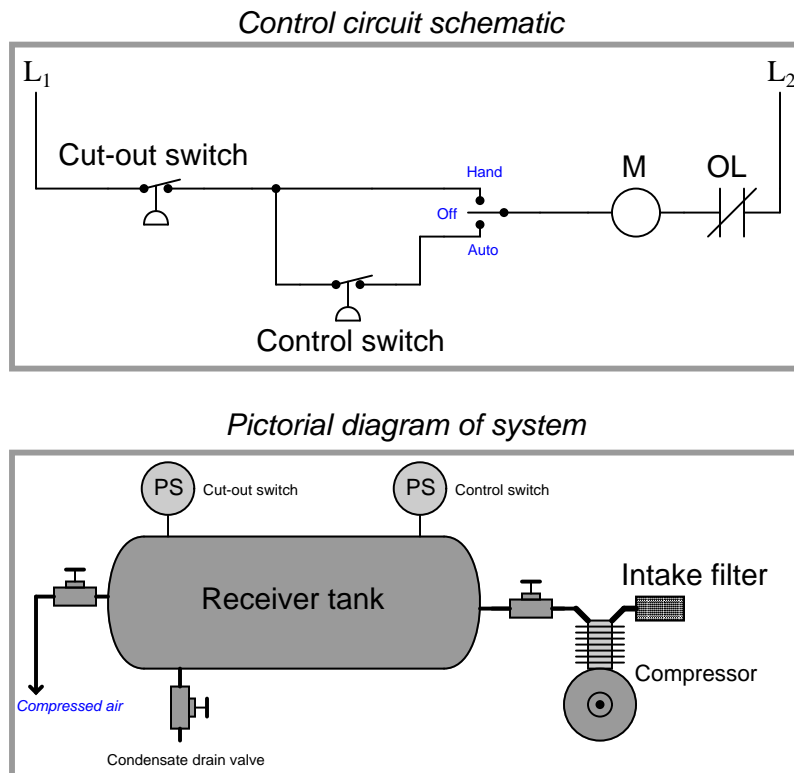 Control circuit schematic
L1 L2
Cut-out switch
Hand
M OL
Off
Auto
Control switch
Pictorial diagram of system
PS Cut-out switch PS Control switch
Receiver tank
Intake filter
Compressor
Compressed air
Condensate drain valve